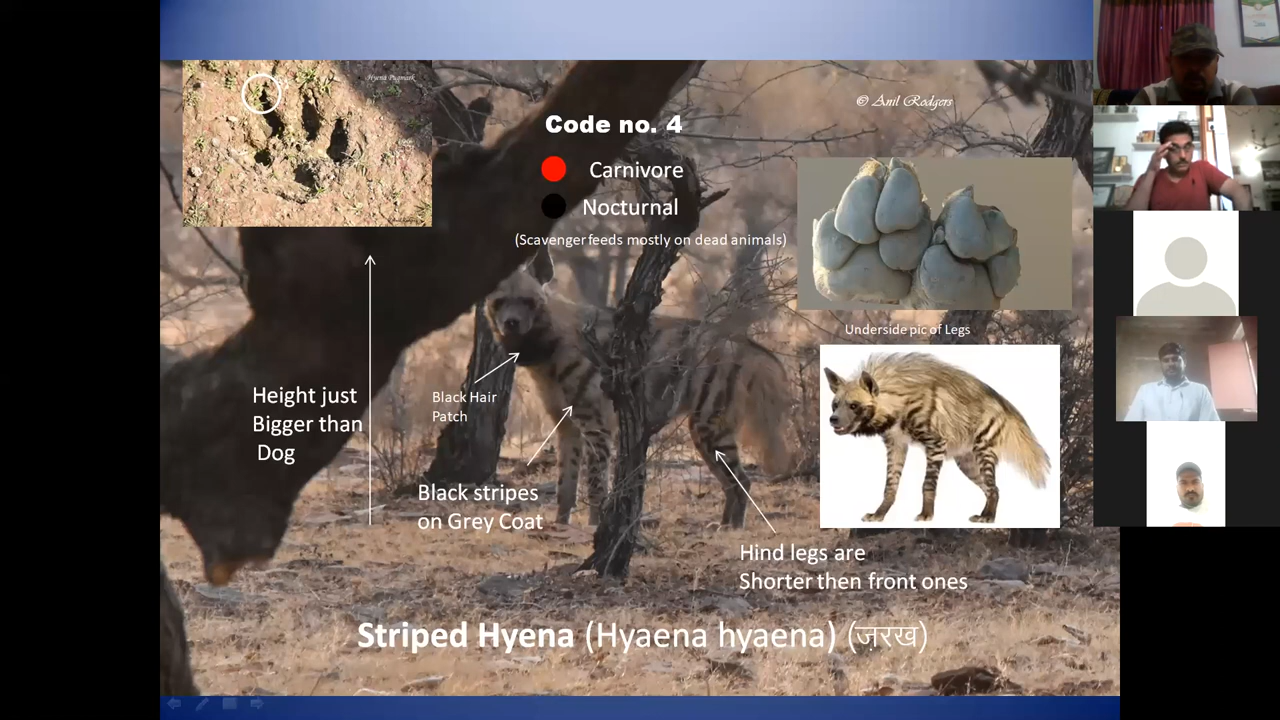 Hyena Pugmark
© Anil Rodgers
Code no. 4
Carnivore
Nocturnal
(Scavenger feeds mostly on dead animals)
Underside pic of Legs
Height just
Bigger than
Dog
Black Hair
Patch
Black stripes
on Grey Coat
Hind legs are
Shorter then front ones
Striped Hyena (Hyaena hyaena) (ज़रख)